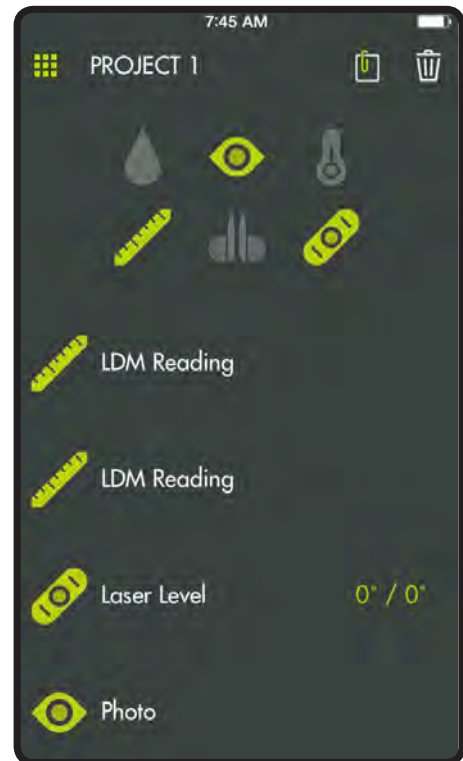 7:45 AM
PROJECT 1
LDM Reading
LDM Reading
Laser Level 0° / 0°
Photo